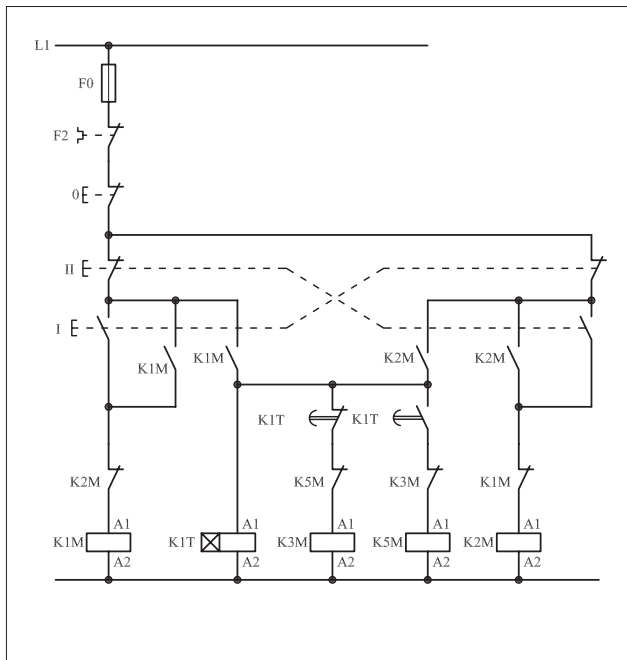 L1
F0
F2
0
II
I
K1M K1M K2M K2M
K1T K1T
K2M K5M K3M K1M
A1 A1 A1 A1 A1
K1M K1T K3M K5M K2M
A2 A2 A2 A2 A2